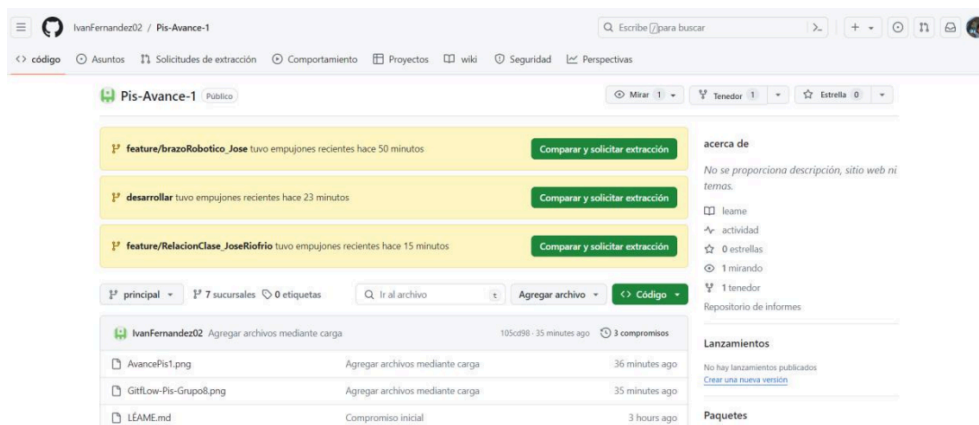 IvanFernandez02 / Pis-Avance-1
Escribe / para buscar
código Asuntos Solicitudes de extracción Comportamiento Proyectos wiki Seguridad Perspectivas
Pis-Avance-1 Público
Mirar 1 Tenedor 1 Estrella 0
feature/brazoRobotico_Jose tuvo empujones recientes hace 50 minutos
Comparar y solicitar extracción
desarrollar tuvo empujones recientes hace 23 minutos
Comparar y solicitar extracción
feature/RelacionClase_JoseRiofrio tuvo empujones recientes hace 15 minutos
Comparar y solicitar extracción
principal 7 sucursales 0 etiquetas
Ir al archivo t Agregar archivo <> Código
IvanFernandez02 Agregar archivos mediante carga 105cd98 · 35 minutes ago 3 compromisos
AvancePis1.png Agregar archivos mediante carga 36 minutes ago
GitfLow-Pis-Grupo8.png Agregar archivos mediante carga 35 minutes ago
LÉAME.md Compromiso inicial 3 hours ago
acerca de
No se proporciona descripción, sitio web ni
temas.
leame
actividad
0 estrellas
1 mirando
1 tenedor
Repositorio de informes
Lanzamientos
No hay lanzamientos publicados
Crear una nueva versión
Paquetes